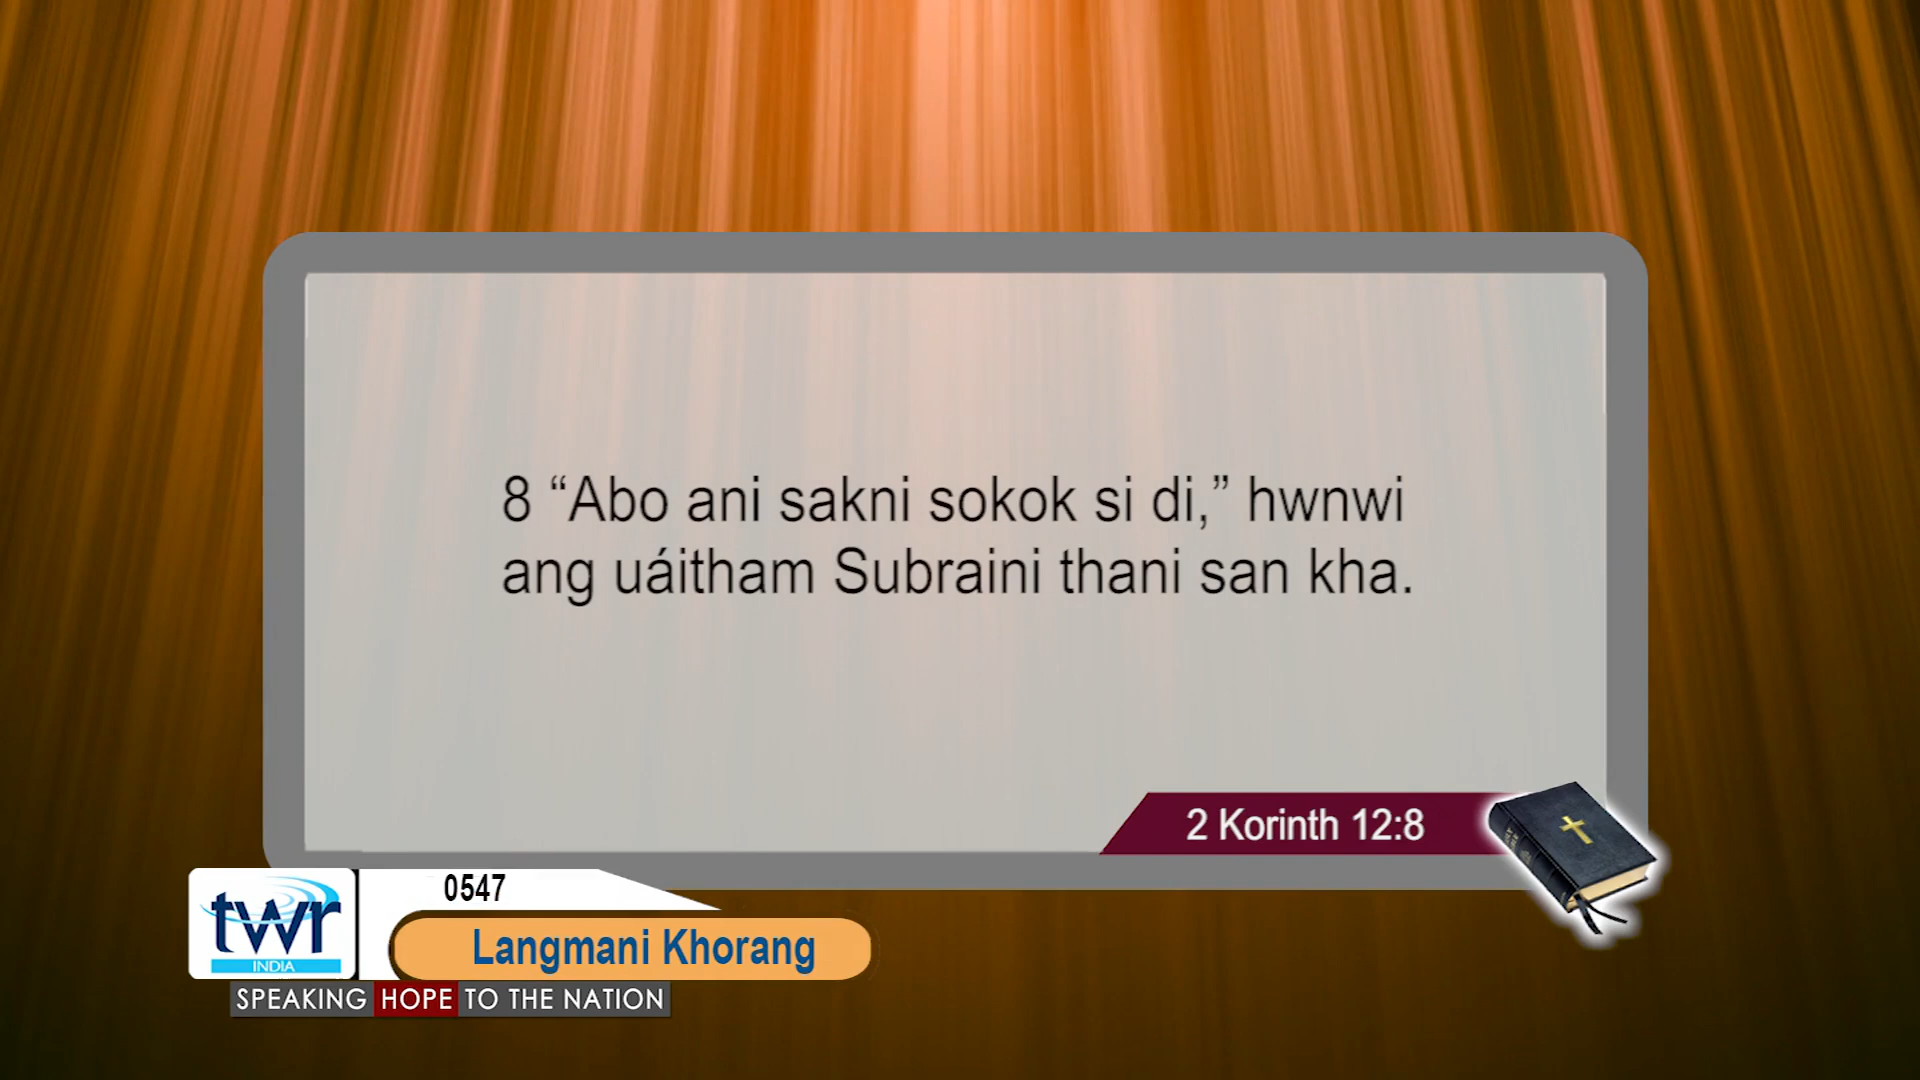 8 “Abo ani sakni sokok si di,” hwnwi
ang uáitham Subraini thani san kha.
2 Korinth 12:8
0547
twr
INDIA
Langmani Khorang
SPEAKING HOPE TO THE NATION